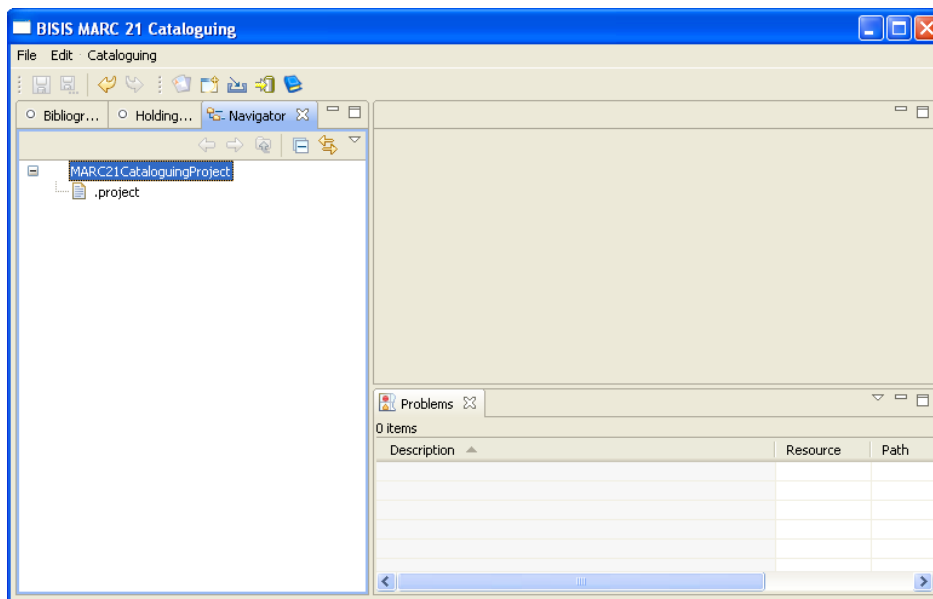 BISIS MARC 21 Cataloguing
File Edit Cataloguing
Bibliogr... Holding... Navigator
MARC21CataloguingProject
.project
Problems
0 items
Description Resource Path